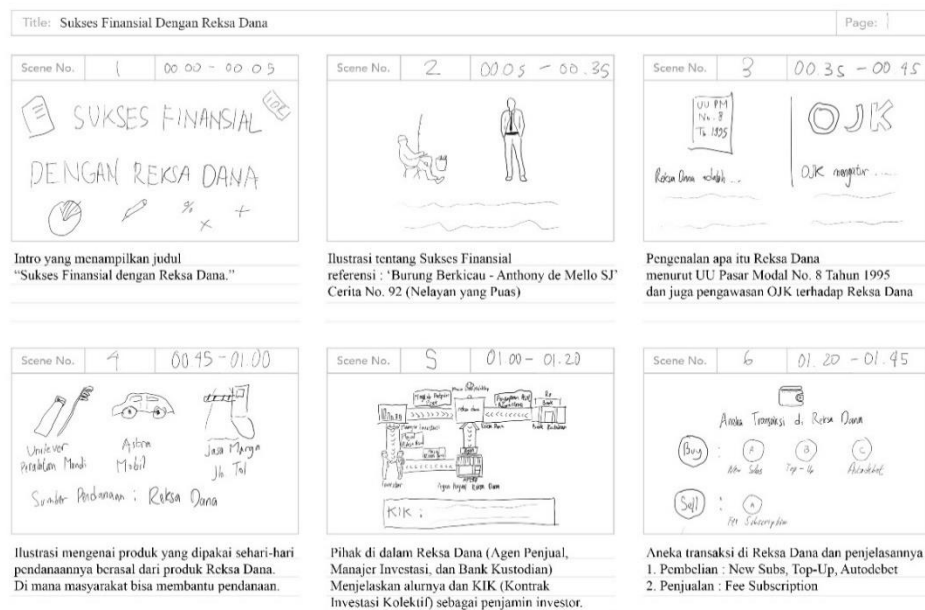 Title: Sukses Finansial Dengan Reksa Dana
Page: 1
Scene No. 1 00.00 - 00.05
SUKSES FINANSIAL
DENGAN REKSA DANA
% × +
Intro yang menampilkan judul
“Sukses Finansial dengan Reksa Dana.”
Scene No. 2 00.05 - 00.35
Ilustrasi tentang Sukses Finansial
referensi : ‘Burung Berkicau - Anthony de Mello SJ’
Cerita No. 92 (Nelayan yang Puas)
Scene No. 3 00.35 - 00.45
UU PM
No. 8
Th 1995
OJK
Reksa Dana adalah ...
OJK mengatur ....
Pengenalan apa itu Reksa Dana
menurut UU Pasar Modal No. 8 Tahun 1995
dan juga pengawasan OJK terhadap Reksa Dana
Scene No. 4 00.45 - 01.00
Unilever
Peralatan Mandi
Astra
Mobil
Jasa Marga
Jln Tol
Sumber Pendanaan : Reksa Dana
Ilustrasi mengenai produk yang dipakai sehari-hari
pendanaannya berasal dari produk Reksa Dana.
Di mana masyarakat bisa membantu pendanaan.
Scene No. 5 01.00 - 01.20
Manajer Investasi
Bank Kustodian
Investor
Agen Penjual Reksa Dana
KIK :
Pihak di dalam Reksa Dana (Agen Penjual,
Manajer Investasi, dan Bank Kustodian)
Menjelaskan alurnya dan KIK (Kontrak
Investasi Kolektif) sebagai penjamin investor.
Scene No. 6 01.20 - 01.45
Aneka Transaksi di Reksa Dana
Buy : A B C
New Subs Top-Up Autodebet
Sell : A
Fee Subscription
Aneka transaksi di Reksa Dana dan penjelasannya
1. Pembelian : New Subs, Top-Up, Autodebet
2. Penjualan : Fee Subscription